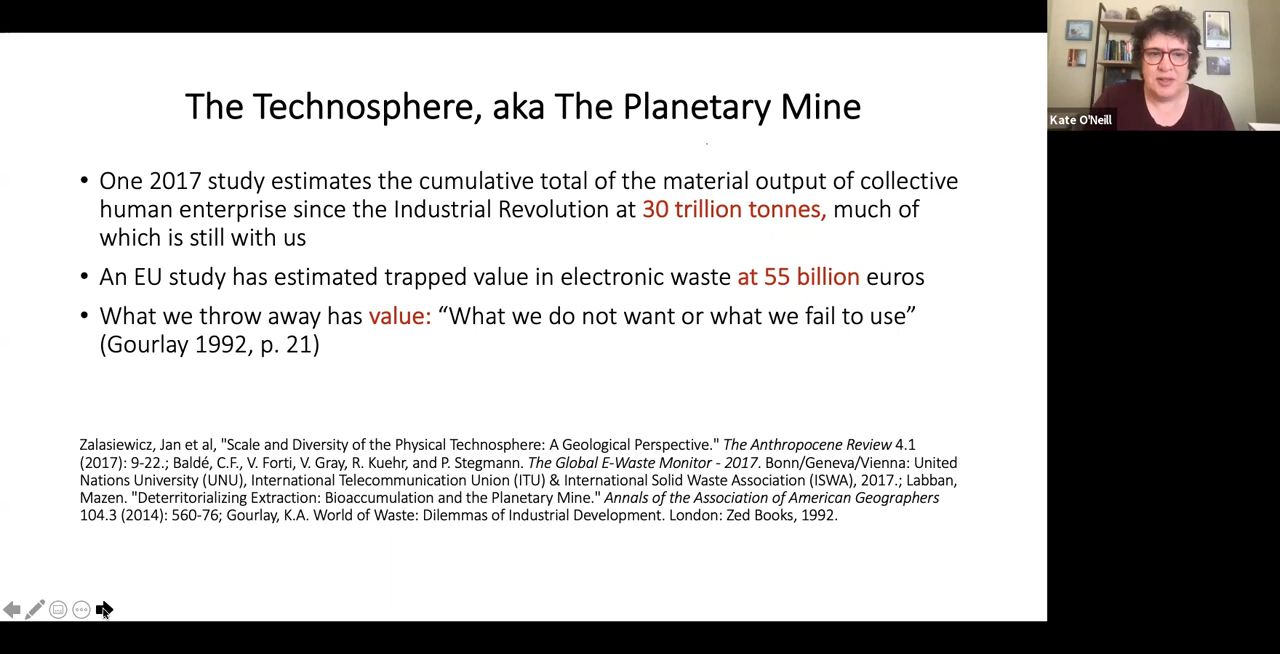 The Technosphere, aka The Planetary Mine
Kate O'Neill
• One 2017 study estimates the cumulative total of the material output of collective
human enterprise since the Industrial Revolution at 30 trillion tonnes, much of
which is still with us
• An EU study has estimated trapped value in electronic waste at 55 billion euros
• What we throw away has value: “What we do not want or what we fail to use”
(Gourlay 1992, p. 21)
Zalasiewicz, Jan et al, "Scale and Diversity of the Physical Technosphere: A Geological Perspective." The Anthropocene Review 4.1
(2017): 9-22.; Baldé, C.F., V. Forti, V. Gray, R. Kuehr, and P. Stegmann. The Global E-Waste Monitor - 2017. Bonn/Geneva/Vienna: United
Nations University (UNU), International Telecommunication Union (ITU) & International Solid Waste Association (ISWA), 2017.; Labban,
Mazen. "Deterritorializing Extraction: Bioaccumulation and the Planetary Mine." Annals of the Association of American Geographers
104.3 (2014): 560-76; Gourlay, K.A. World of Waste: Dilemmas of Industrial Development. London: Zed Books, 1992.